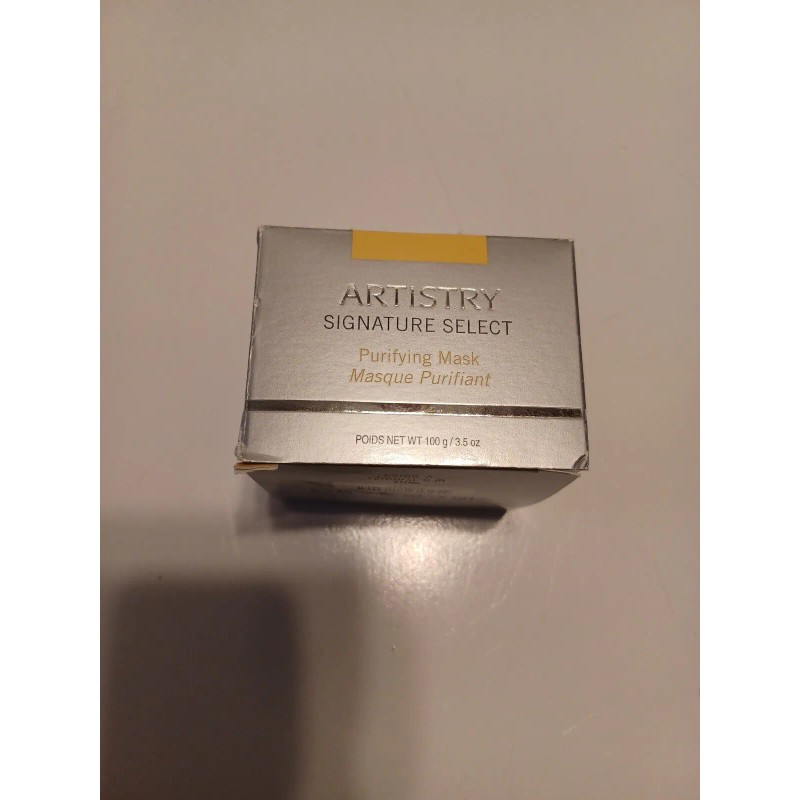 ARTISTRY
SIGNATURE SELECT
Purifying Mask
Masque Purifiant
POIDS NET WT 100 g / 3.5 oz